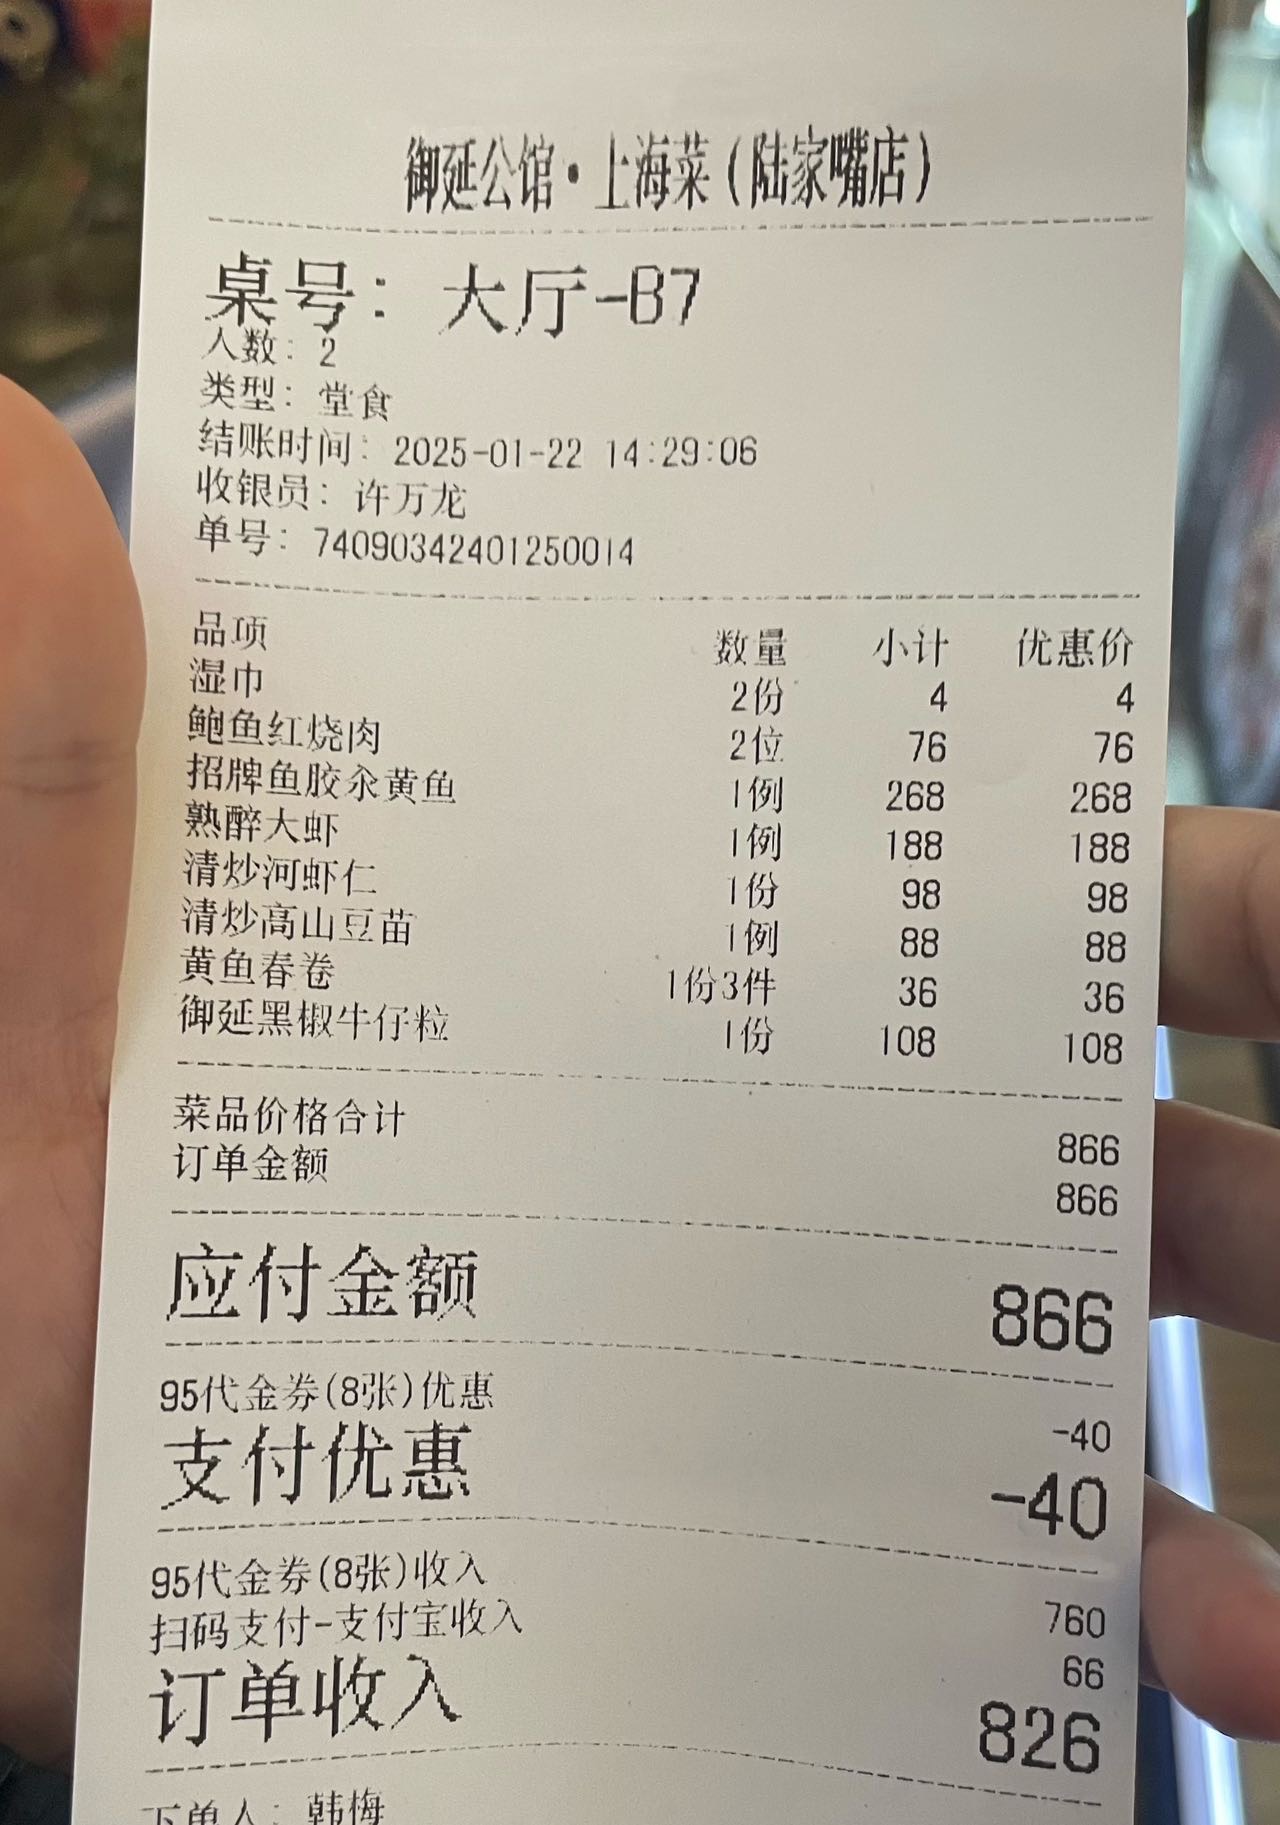 御延公馆·上海菜(陆家嘴店)
桌号: 大厅-B7
人数: 2
类型: 堂食
结账时间: 2025-01-22 14:29:06
收银员: 许万龙
单号: 74090342401250014
品项 数量 小计 优惠价
湿巾 2份 4 4
鲍鱼红烧肉 2位 76 76
招牌鱼胶汆黄鱼 1例 268 268
熟醉大虾 1例 188 188
清炒河虾仁 1份 98 98
清炒高山豆苗 1例 88 88
黄鱼春卷 1份3件 36 36
御延黑椒牛仔粒 1份 108 108
菜品价格合计 866
订单金额 866
应付金额 866
95代金券(8张)优惠 -40
支付优惠 -40
95代金券(8张)收入 760
扫码支付-支付宝收入 66
订单收入 826
下单人: 韩梅